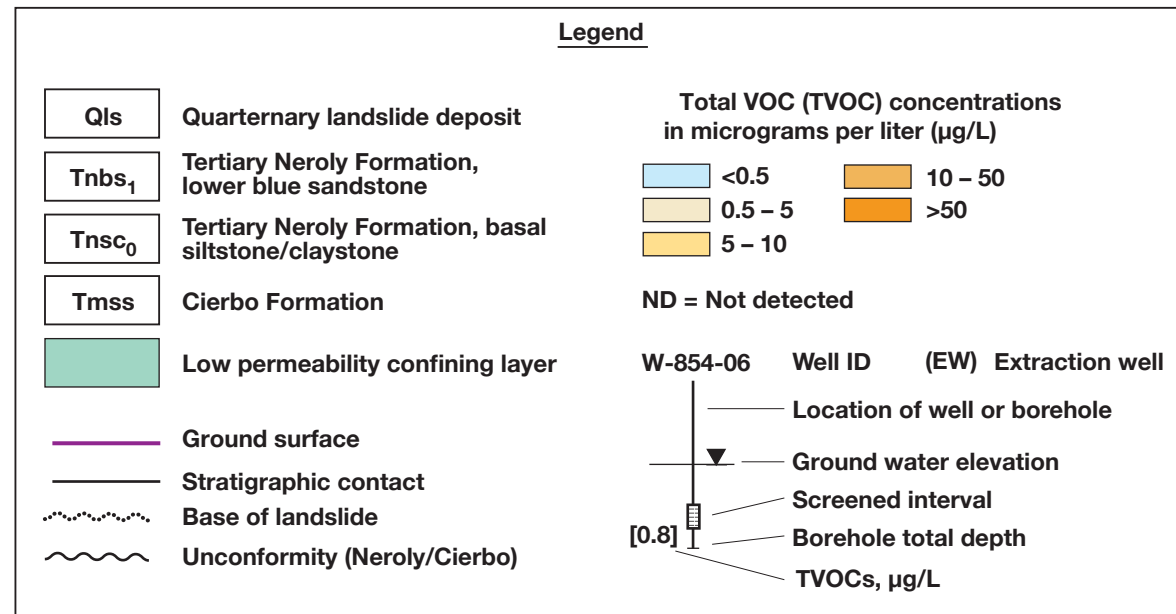 Legend
Qls Quarternary landslide deposit
Tnbs₁ Tertiary Neroly Formation,
lower blue sandstone
Tnsc₀ Tertiary Neroly Formation, basal
siltstone/claystone
Tmss Cierbo Formation
Low permeability confining layer
Ground surface
Stratigraphic contact
Base of landslide
Unconformity (Neroly/Cierbo)
Total VOC (TVOC) concentrations
in micrograms per liter (µg/L)
<0.5
0.5 – 5
5 – 10
10 – 50
>50
ND = Not detected
W-854-06 Well ID (EW) Extraction well
Location of well or borehole
Ground water elevation
Screened interval
[0.8] Borehole total depth
TVOCs, µg/L